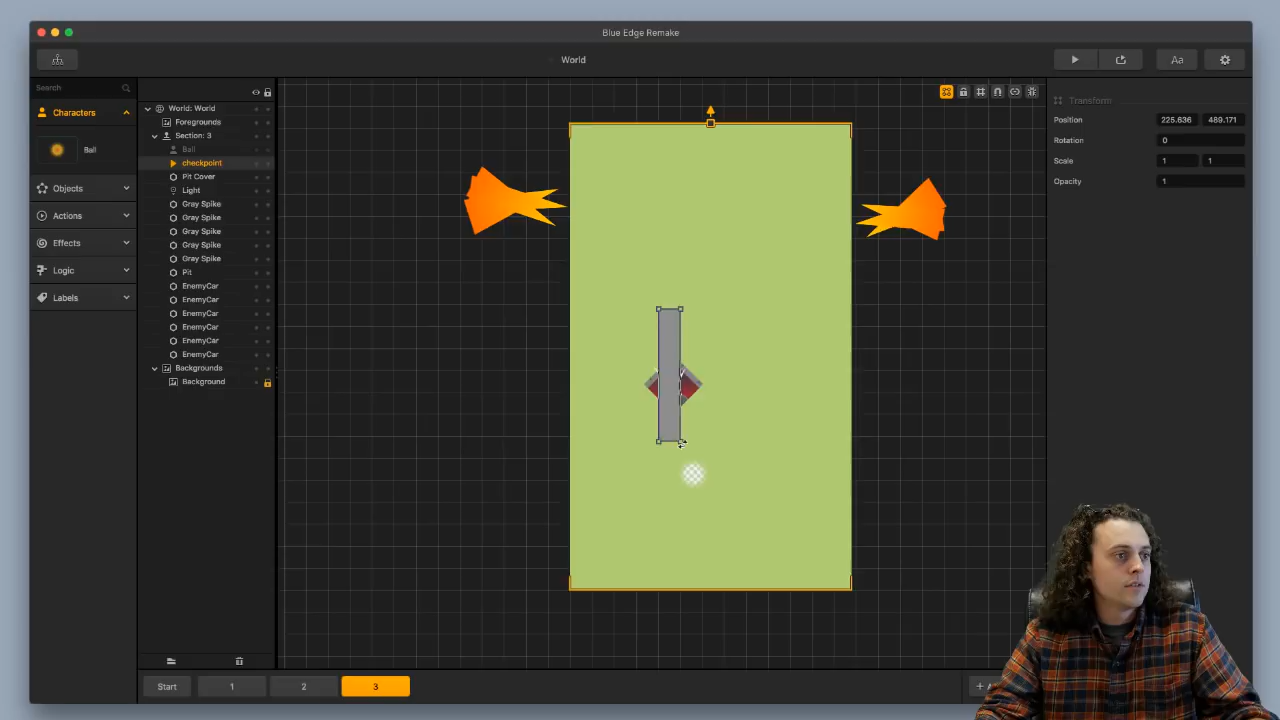 Blue Edge Remake
World
Aa
Search
Characters
Ball
Objects
Actions
Effects
Logic
Labels
World: World
Foregrounds
Section: 3
Ball
checkpoint
Pit Cover
Light
Gray Spike
Gray Spike
Gray Spike
Gray Spike
Gray Spike
Pit
EnemyCar
EnemyCar
EnemyCar
EnemyCar
EnemyCar
EnemyCar
Backgrounds
Background
Transform
Position 225.636 489.171
Rotation 0
Scale 1 1
Opacity 1
Start 1 2 3